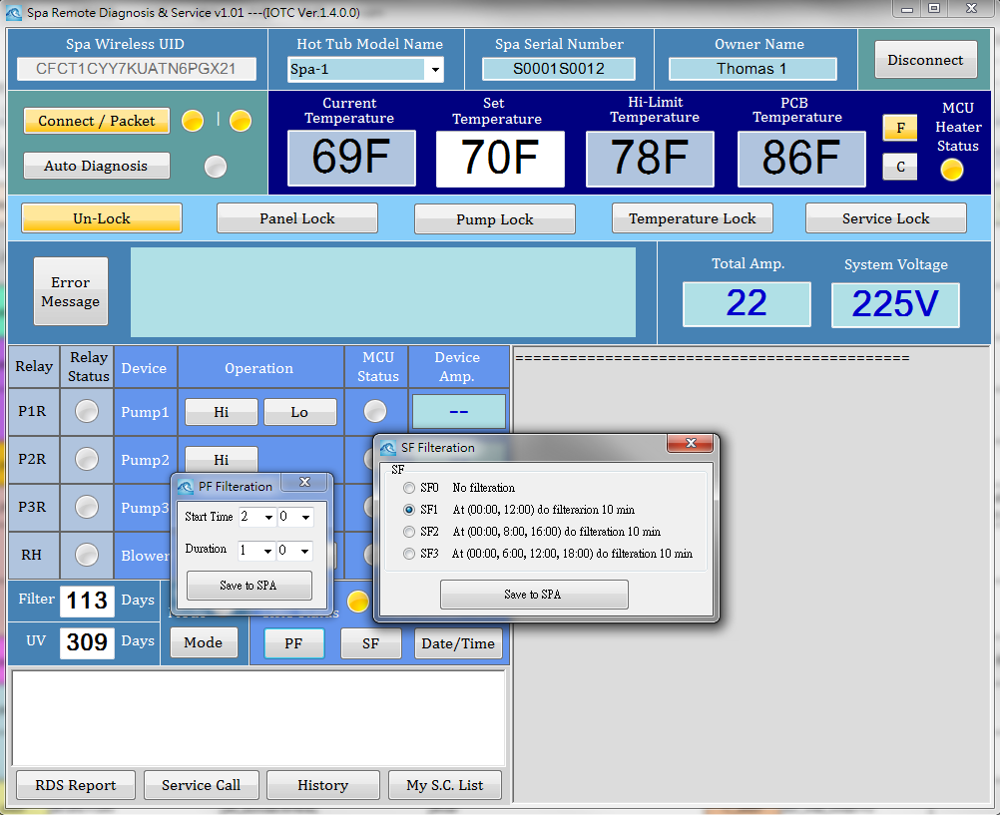 Spa Remote Diagnosis & Service v1.01 ---(IOTC Ver.1.4.0.0)
Spa Wireless UID
CFCT1CYY7KUATN6PGX21
Hot Tub Model Name
Spa-1
Spa Serial Number
S0001S0012
Owner Name
Thomas 1
Disconnect
Connect / Packet
|
Auto Diagnosis
Current
Temperature
69F
Set
Temperature
70F
Hi-Limit
Temperature
78F
PCB
Temperature
86F
F
C
MCU
Heater
Status
Un-Lock
Panel Lock
Pump Lock
Temperature Lock
Service Lock
Error
Message
Total Amp.
22
System Voltage
225V
Relay
Relay
Status
Device
Operation
MCU
Status
Device
Amp.
============================================
P1R
Pump1
Hi
Lo
--
P2R
Pump2
Hi
P3R
Pump3
RH
Blower
PF Filteration
Start Time
2
0
Duration
1
0
Save to SPA
SF Filteration
SF
SF0 No filteration
SF1 At (00:00, 12:00) do filterarion 10 min
SF2 At (00:00, 8:00, 16:00) do filteration 10 min
SF3 At (00:00, 6:00, 12:00, 18:00) do filteration 10 min
Save to SPA
Filter
113
Days
UV
309
Days
Mode
PF
SF
Date/Time
RDS Report
Service Call
History
My S.C. List